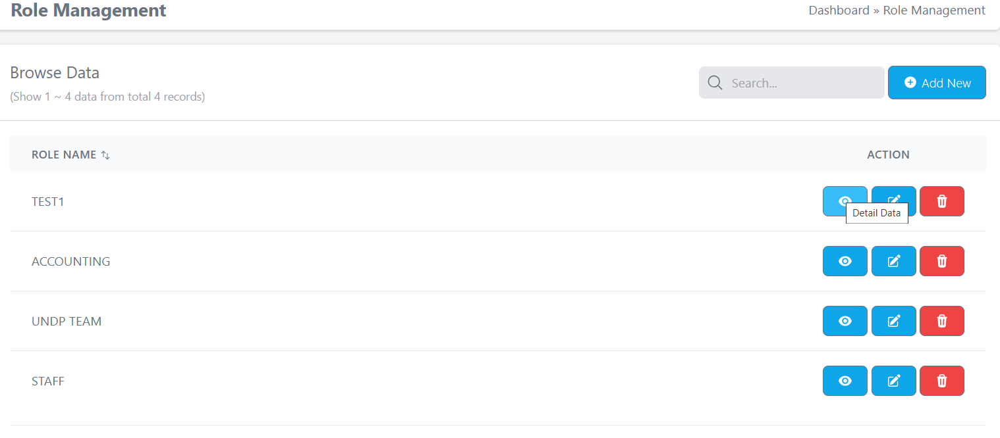 Role Management
Dashboard » Role Management
Browse Data
(Show 1 ~ 4 data from total 4 records)
Search...
Add New
ROLE NAME
ACTION
TEST1
Detail Data
ACCOUNTING
UNDP TEAM
STAFF